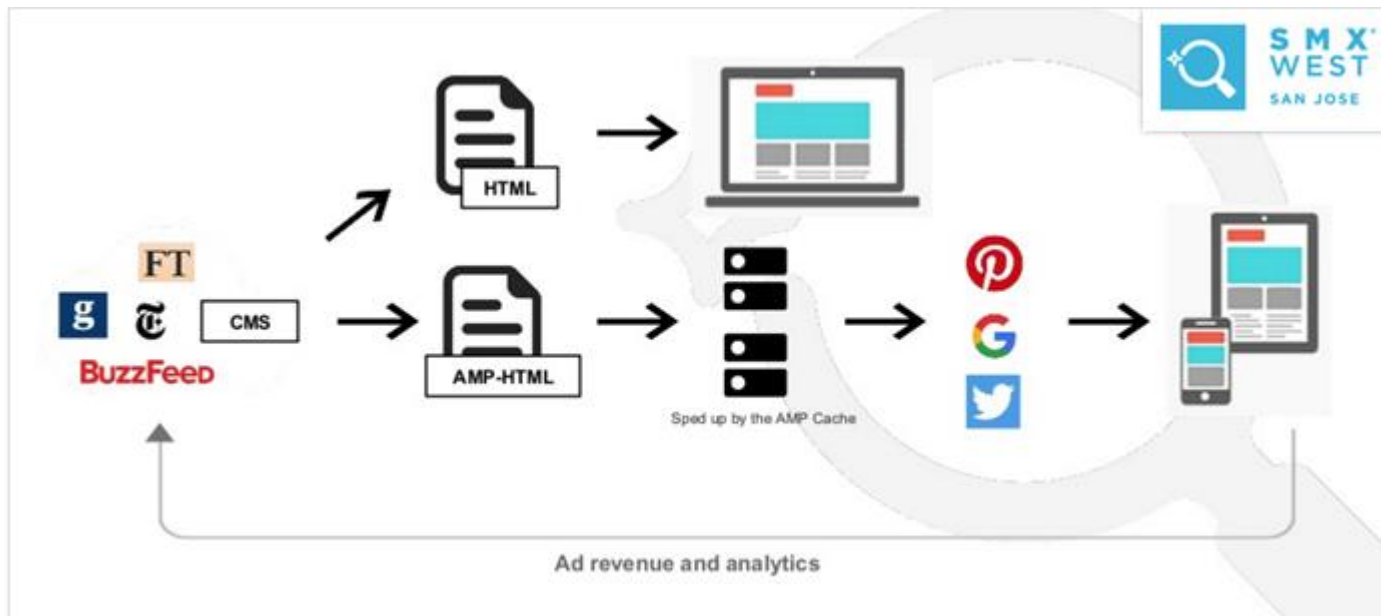 SMX
WEST
SAN JOSE
HTML
FT
g
T
CMS
BuzzFeed
AMP-HTML
G
Sped up by the AMP Cache
Ad revenue and analytics